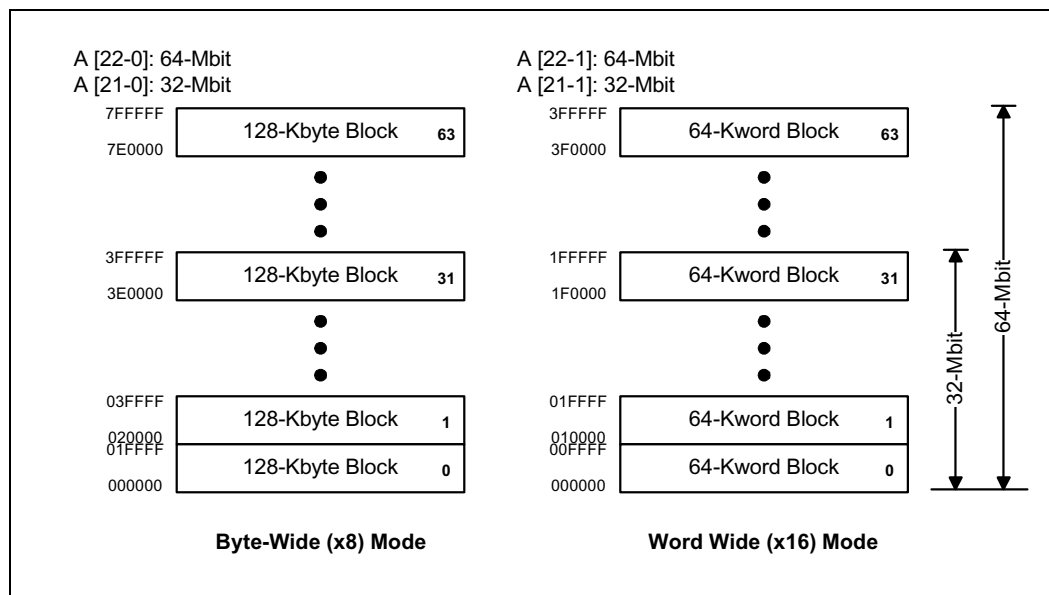 A [22-0]: 64-Mbit
A [21-0]: 32-Mbit
7FFFFF
128-Kbyte Block 63
7E0000
3FFFFF
128-Kbyte Block 31
3E0000
03FFFF
128-Kbyte Block 1
020000
01FFFF
128-Kbyte Block 0
000000
Byte-Wide (x8) Mode
A [22-1]: 64-Mbit
A [21-1]: 32-Mbit
3FFFFF
64-Kword Block 63
3F0000
1FFFFF
64-Kword Block 31
1F0000
01FFFF
64-Kword Block 1
010000
00FFFF
64-Kword Block 0
000000
Word Wide (x16) Mode
32-Mbit
64-Mbit